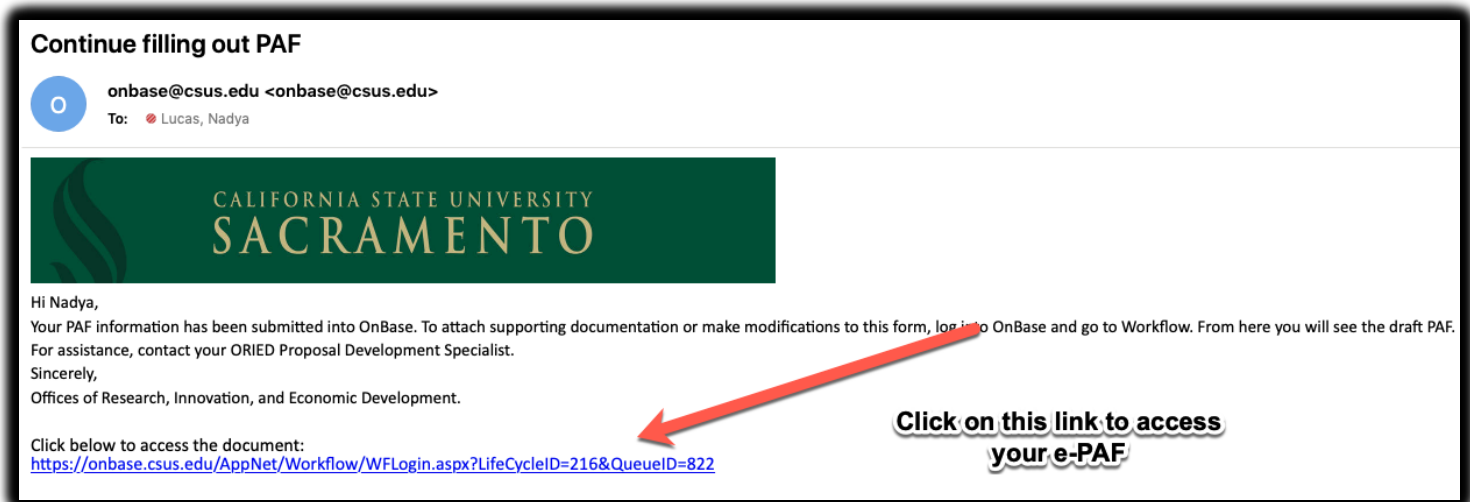 Continue filling out PAF
O
onbase@csus.edu <onbase@csus.edu>
To: Lucas, Nadya
CALIFORNIA STATE UNIVERSITY
SACRAMENTO
Hi Nadya,
Your PAF information has been submitted into OnBase. To attach supporting documentation or make modifications to this form, log into OnBase and go to Workflow. From here you will see the draft PAF.
For assistance, contact your ORIED Proposal Development Specialist.
Sincerely,
Offices of Research, Innovation, and Economic Development.
Click on this link to access
your e-PAF
Click below to access the document:
https://onbase.csus.edu/AppNet/Workflow/WFLogin.aspx?LifeCycleID=216&QueueID=822